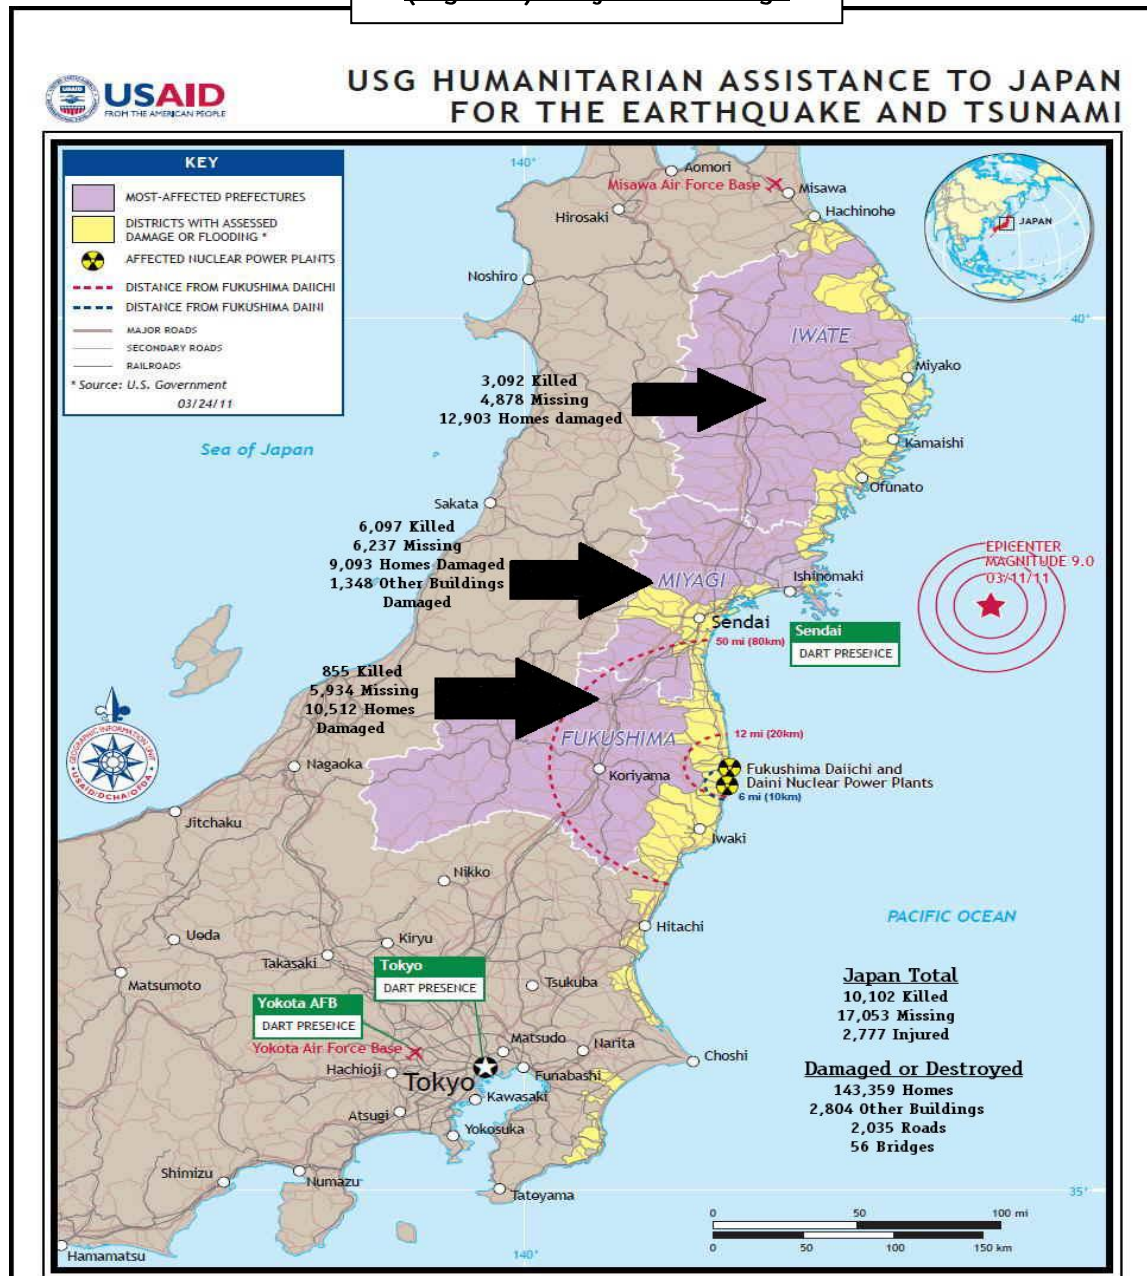 USAID
FROM THE AMERICAN PEOPLE
USG HUMANITARIAN ASSISTANCE TO JAPAN
FOR THE EARTHQUAKE AND TSUNAMI
KEY
MOST-AFFECTED PREFECTURES
DISTRICTS WITH ASSESSED
DAMAGE OR FLOODING *
AFFECTED NUCLEAR POWER PLANTS
DISTANCE FROM FUKUSHIMA DAIICHI
DISTANCE FROM FUKUSHIMA DAINI
MAJOR ROADS
SECONDARY ROADS
RAILROADS
* Source: U.S. Government
03/24/11
140°
Aomori
Misawa Air Force Base
Misawa
Hirosaki
Hachinohe
JAPAN
Noshiro
40°
IWATE
Miyako
3,092 Killed
4,878 Missing
12,903 Homes damaged
Sea of Japan
Kamaishi
Ofunato
Sakata
6,097 Killed
6,237 Missing
9,093 Homes Damaged
1,348 Other Buildings
Damaged
MIYAGI
Ishinomaki
EPICENTER
MAGNITUDE 9.0
03/11/11
Sendai
50 mi (80km)
Sendai
DART PRESENCE
855 Killed
5,934 Missing
10,512 Homes
Damaged
FUKUSHIMA
12 mi (20km)
GEOGRAPHIC INFORMATION UNIT
USAID/DCHA/OFDA
Nagaoka
Koriyama
Fukushima Daiichi and
Daini Nuclear Power Plants
6 mi (10km)
Jitchaku
Iwaki
Nikko
PACIFIC OCEAN
Hitachi
Ueda
Kiryu
Takasaki
Matsumoto
Tokyo
DART PRESENCE
Tsukuba
Japan Total
10,102 Killed
17,053 Missing
2,777 Injured
Yokota AFB
DART PRESENCE
Yokota Air Force Base
Matsudo
Narita
Choshi
Hachioji
Tokyo
Funabashi
Damaged or Destroyed
143,359 Homes
2,804 Other Buildings
2,035 Roads
56 Bridges
Kawasaki
Atsugi
Yokosuka
Shimizu
Numazu
Tateyama
35°
0 50 100 mi
0 50 100 150 km
Hamamatsu
140°